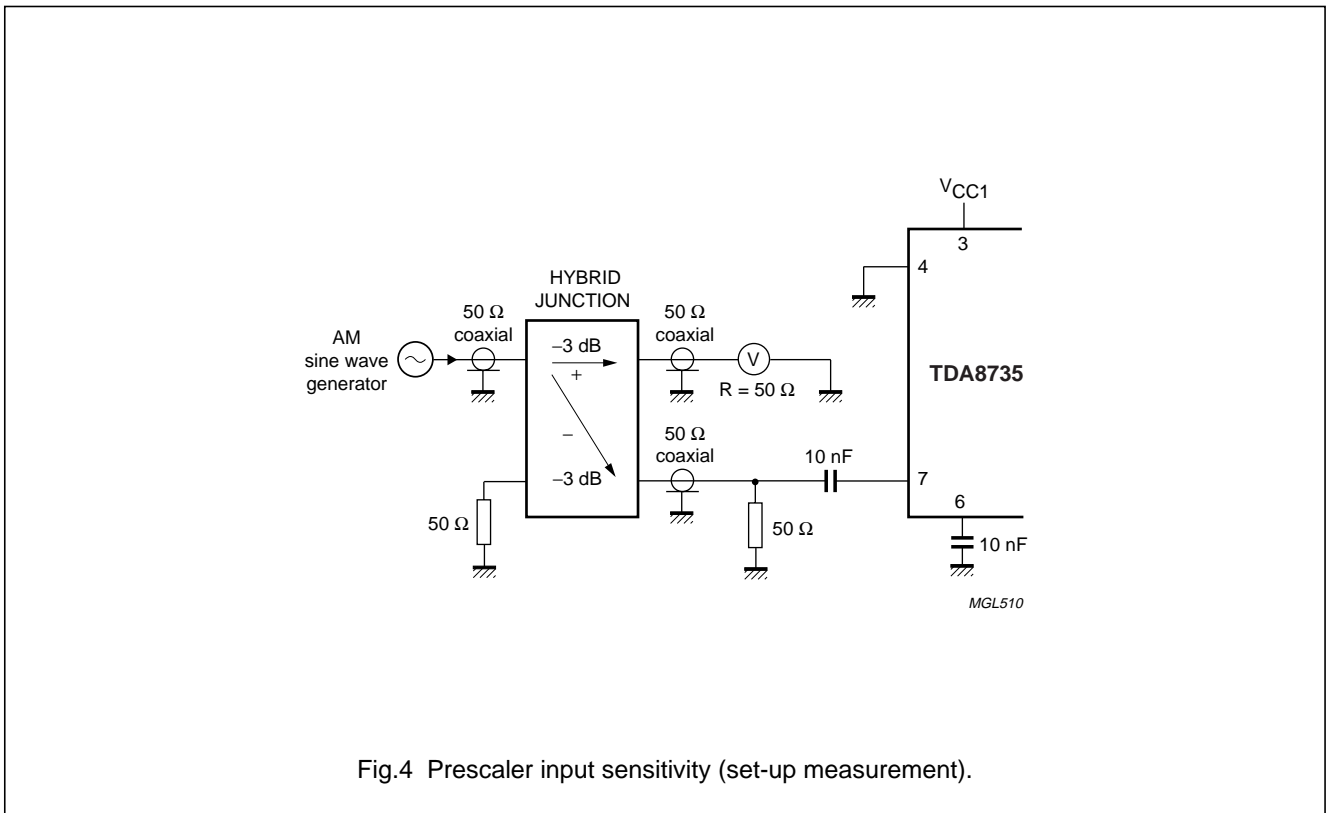 VCC1
3
4
HYBRID
JUNCTION
50 Ω
coaxial
50 Ω
coaxial
AM
sine wave
generator
−3 dB
+
V
R = 50 Ω
TDA8735
−
50 Ω
coaxial
−3 dB
10 nF
7
6
50 Ω
50 Ω
10 nF
MGL510
Fig.4 Prescaler input sensitivity (set-up measurement).